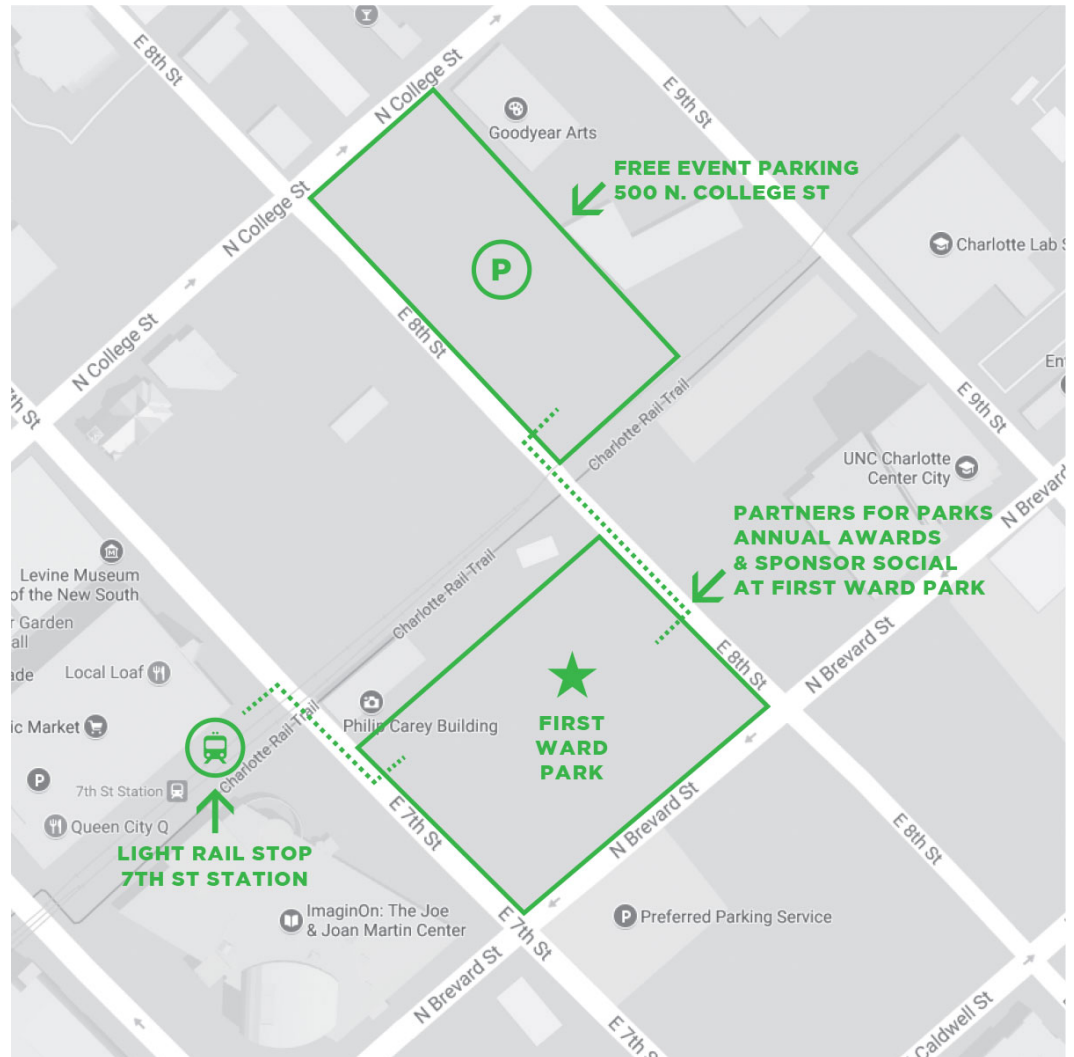 E 8th St
N College St
E 9th St
Goodyear Arts
FREE EVENT PARKING
500 N. COLLEGE ST
N College St
P
Charlotte Lab
E 8th St
N College St
E 9th St
Charlotte Rail-Trail
UNC Charlotte
Center City
N Brevard
PARTNERS FOR PARKS
ANNUAL AWARDS
& SPONSOR SOCIAL
AT FIRST WARD PARK
Levine Museum
of the New South
Charlotte Rail-Trail
Garden
Local Loaf
E 8th St
N Brevard St
Market
Philip Carey Building
FIRST
WARD
PARK
Charlotte Rail-Trail
P
7th St Station
Queen City Q
E 7th St
N Brevard St
E 8th St
LIGHT RAIL STOP
7TH ST STATION
ImaginOn: The Joe
& Joan Martin Center
E 7th St
P
Preferred Parking Service
N Brevard St
E 7th St
Caldwell St